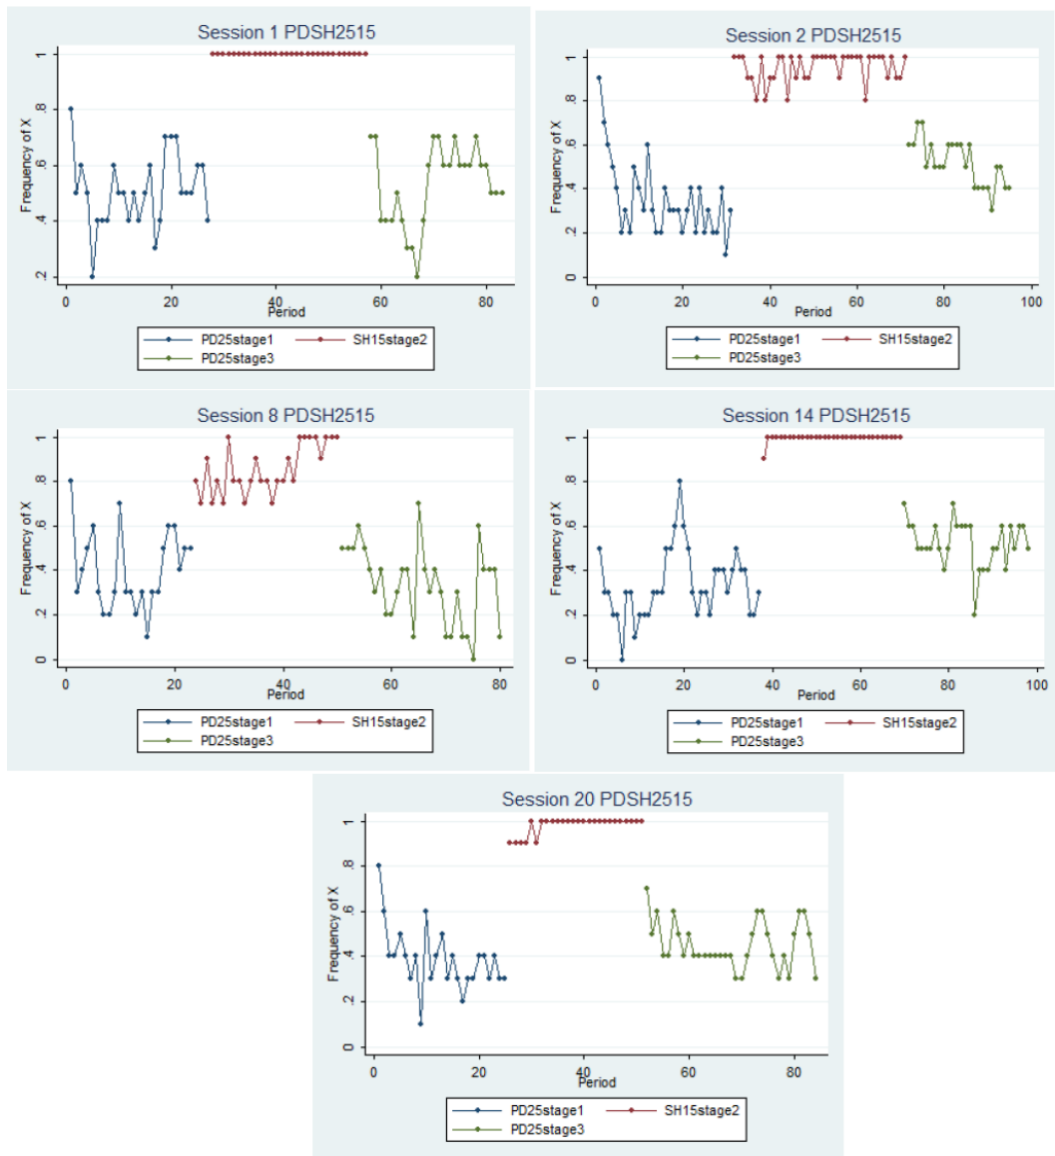 Session 1 PDSH2515
Frequency of X
1
.8
.6
.4
.2
0 20 40 60 80
Period
PD25stage1 SH15stage2
PD25stage3
Session 2 PDSH2515
Frequency of X
1
.8
.6
.4
.2
0
0 20 40 60 80 100
Period
PD25stage1 SH15stage2
PD25stage3
Session 8 PDSH2515
Frequency of X
1
.8
.6
.4
.2
0
0 20 40 60 80
Period
PD25stage1 SH15stage2
PD25stage3
Session 14 PDSH2515
Frequency of X
1
.8
.6
.4
.2
0
0 20 40 60 80 100
Period
PD25stage1 SH15stage2
PD25stage3
Session 20 PDSH2515
Frequency of X
1
.8
.6
.4
.2
0
0 20 40 60 80
Period
PD25stage1 SH15stage2
PD25stage3